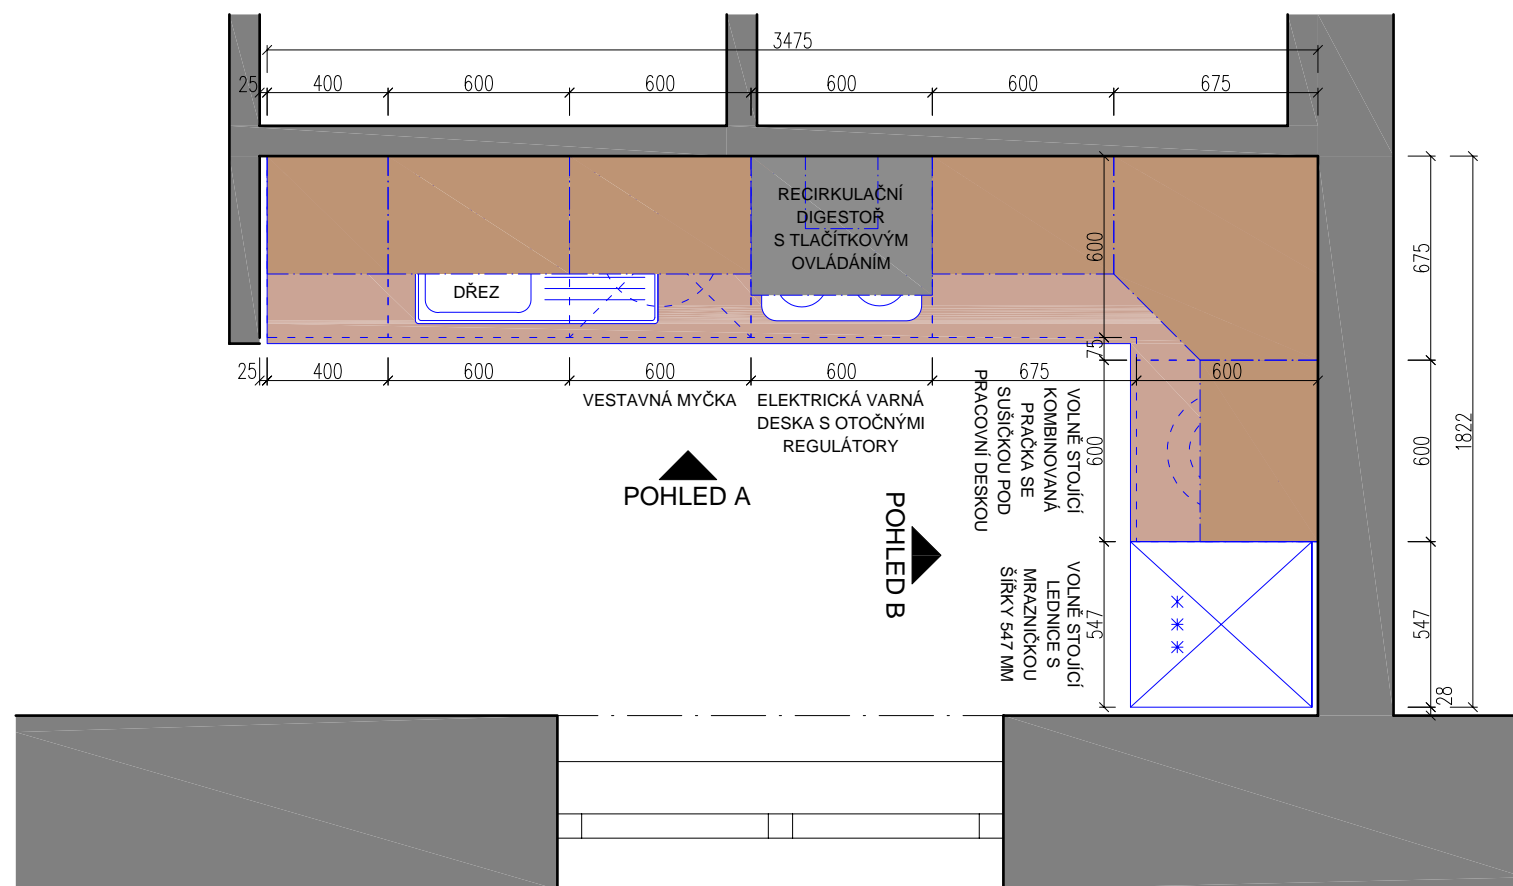 3475
25 400 600 600 600 600 675
RECIRKULAČNÍ
DIGESTOŘ
S TLAČÍTKOVÝM
OVLÁDÁNÍM
DŘEZ
600
75
600
547
675
600
547
28
1822
25 400 600 600 600 675 600
VESTAVNÁ MYČKA
ELEKTRICKÁ VARNÁ
DESKA S OTOČNÝMI
REGULÁTORY
VOLNĚ STOJÍCÍ
KOMBINOVANÁ
PRAČKA SE
SUŠIČKOU POD
PRACOVNÍ DESKOU
POHLED A
POHLED B
VOLNĚ STOJÍCÍ
LEDNICE S
MRAZNIČKOU
ŠÍŘKY 547 MM